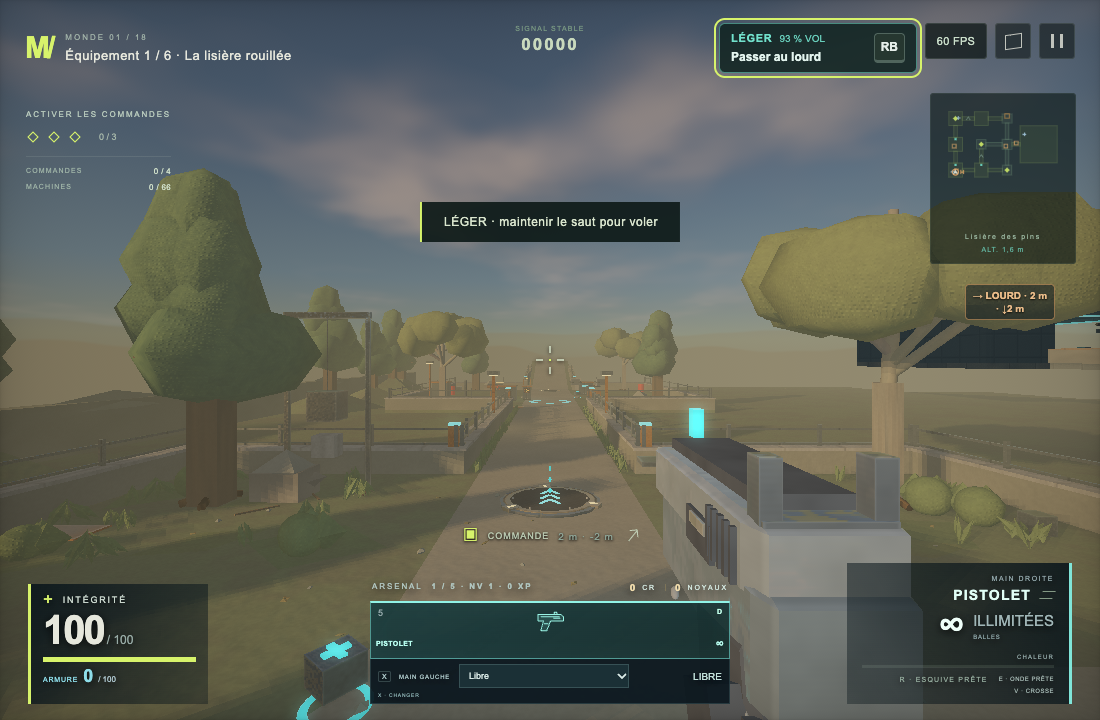 MONDE 01 / 18
Équipement 1 / 6 · La lisière rouillée
SIGNAL STABLE
00000
LÉGER 93 % VOL
Passer au lourd
RB
60 FPS
ACTIVER LES COMMANDES
0 / 3
COMMANDES 0 / 4
MACHINES 0 / 66
LÉGER · maintenir le saut pour voler
Lisière des pins
ALT. 1,6 m
→ LOURD · 2 m
· ↓2 m
COMMANDE 2 m · -2 m
INTÉGRITÉ
100 / 100
ARMURE 0 / 100
ARSENAL 1 / 5 · NV 1 · 0 XP
0 CR 0 NOYAUX
5
D
PISTOLET ∞
X MAIN GAUCHE Libre LIBRE
X · CHANGER
MAIN DROITE
PISTOLET
∞ ILLIMITÉES
BALLES
CHALEUR
R · ESQUIVE PRÊTE E · ONDE PRÊTE
V · CROSSE